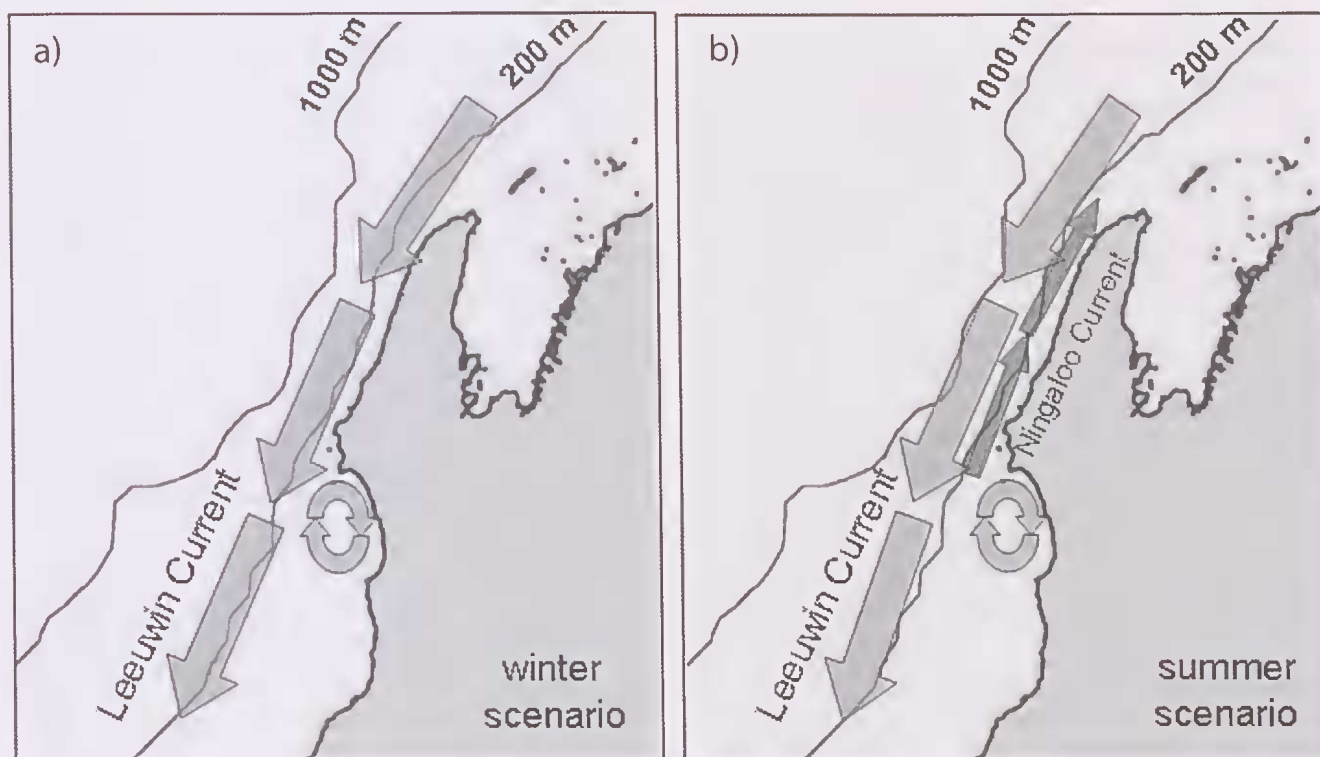 a)
1000 m
200 m
Leeuwin Current
winter
scenario
b)
1000 m
200 m
Ningaloo Current
Leeuwin Current
summer
scenario